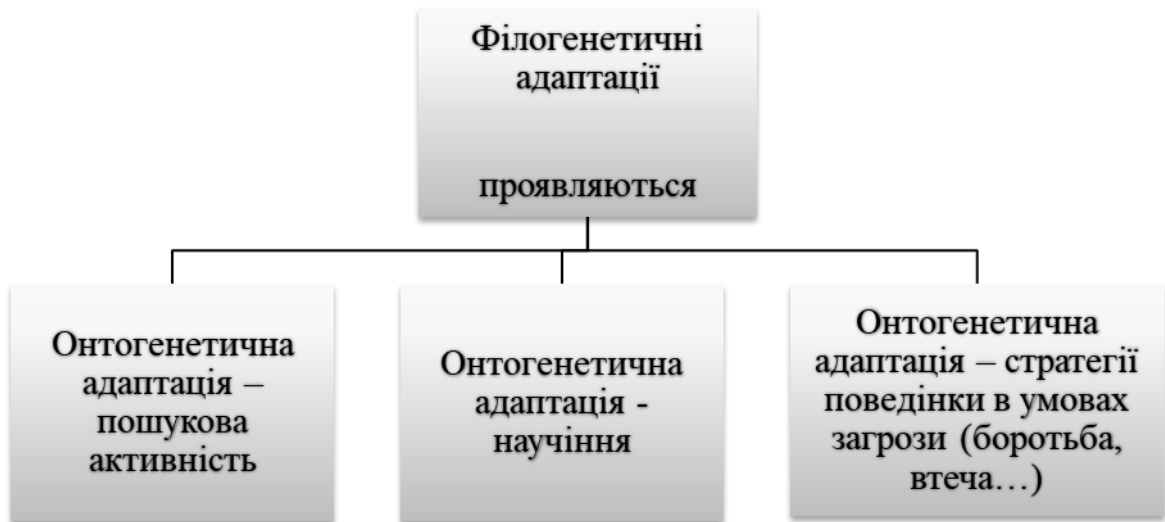 Філогенетичні
адаптації
проявляються
Онтогенетична
адаптація –
пошукова
активність
Онтогенетична
адаптація -
научіння
Онтогенетична
адаптація – стратегії
поведінки в умовах
загрози (боротьба,
втеча…)